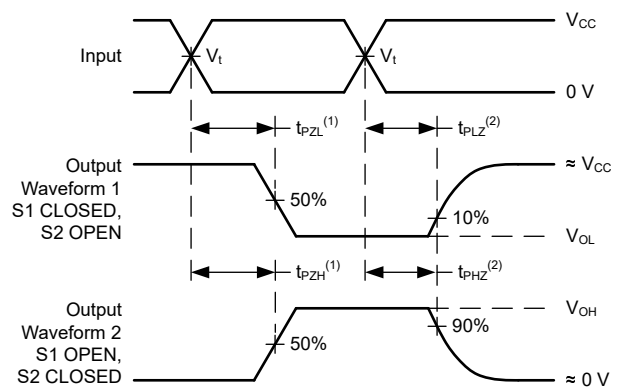 V_CC
Input
V_t
V_t
0 V
t_PZL^(1)
t_PLZ^(2)
Output
Waveform 1
S1 CLOSED,
S2 OPEN
≈ V_CC
50%
10%
V_OL
t_PZH^(1)
t_PHZ^(2)
Output
Waveform 2
S1 OPEN,
S2 CLOSED
V_OH
50%
90%
≈ 0 V